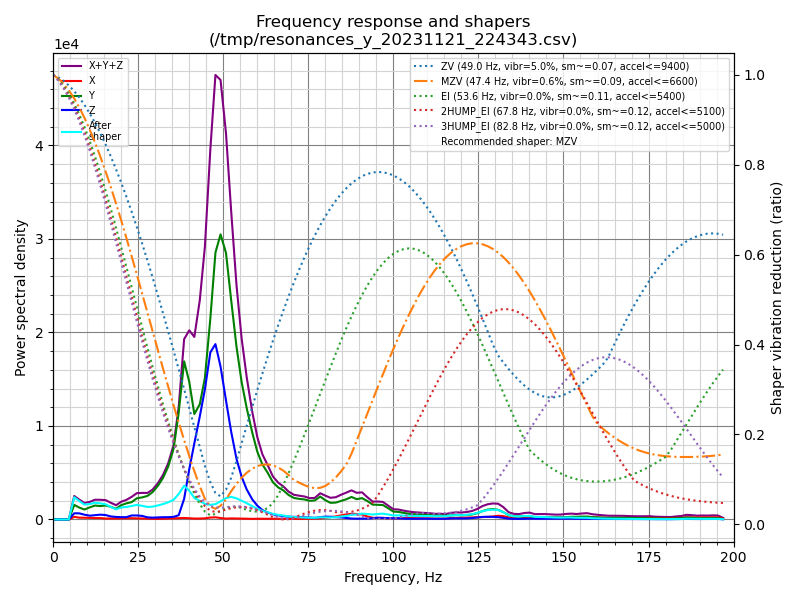 Frequency response and shapers
(/tmp/resonances_y_20231121_224343.csv)
1e4
X+Y+Z
X
Y
Z
After
shaper
ZV (49.0 Hz, vibr=5.0%, sm~=0.07, accel<=9400)
MZV (47.4 Hz, vibr=0.6%, sm~=0.09, accel<=6600)
EI (53.6 Hz, vibr=0.0%, sm~=0.11, accel<=5400)
2HUMP_EI (67.8 Hz, vibr=0.0%, sm~=0.12, accel<=5100)
3HUMP_EI (82.8 Hz, vibr=0.0%, sm~=0.12, accel<=5000)
Recommended shaper: MZV
Power spectral density
4
3
2
1
0
1.0
0.8
0.6
0.4
0.2
0.0
Shaper vibration reduction (ratio)
0 25 50 75 100 125 150 175 200
Frequency, Hz